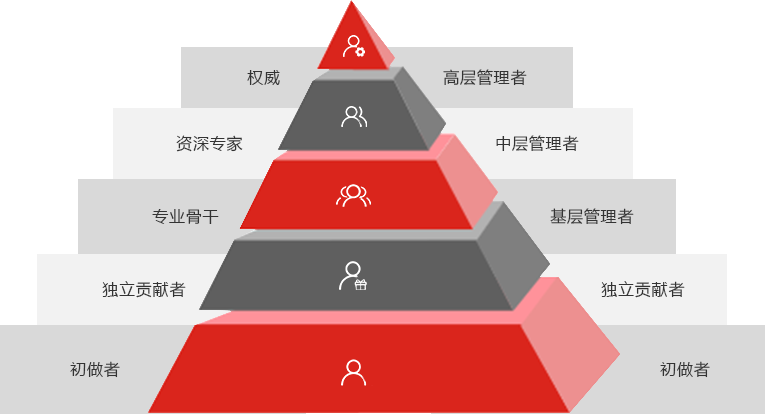 权威
高层管理者
资深专家
中层管理者
专业骨干
基层管理者
独立贡献者
独立贡献者
初做者
初做者